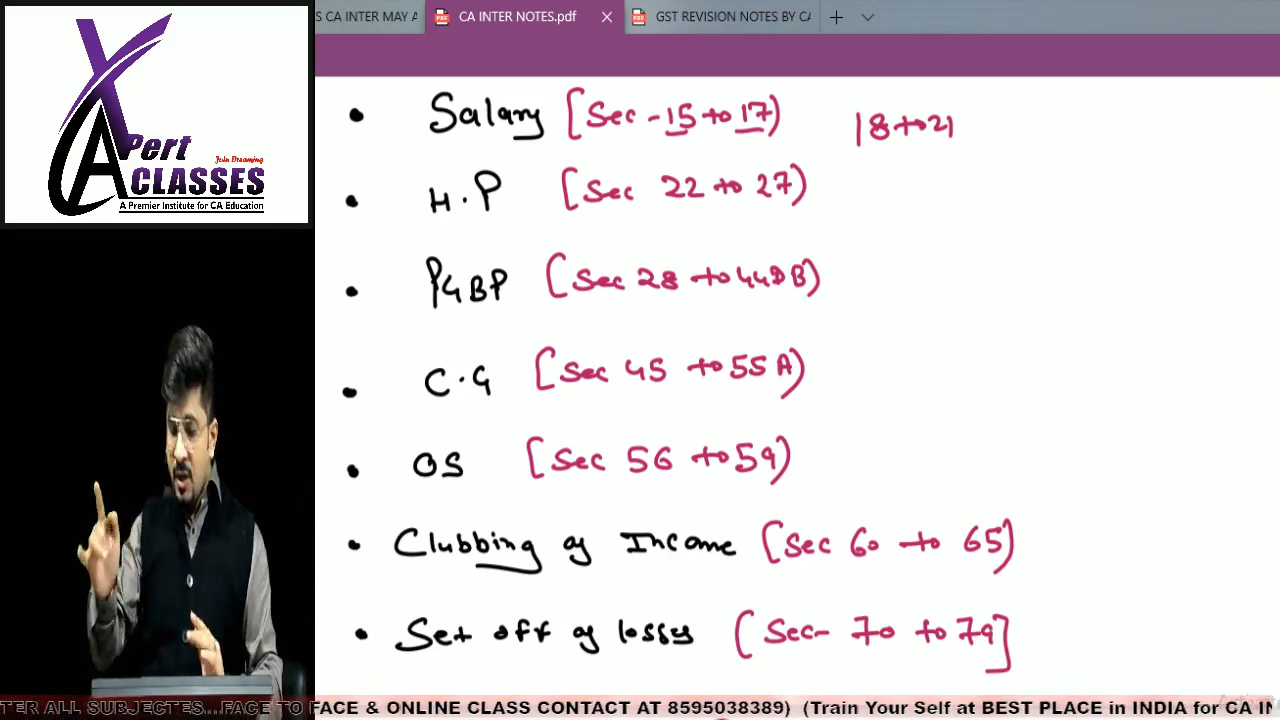 S CA INTER MAY A
CA INTER NOTES.pdf
GST REVISION NOTES BY CA
Pert
Join Dreaming
CLASSES
A Premier Institute for CA Education
• Salary [Sec - 15 to 17) 18 to 21
• H.P [Sec 22 to 27)
• PGBP [Sec 28 to 44DB)
• C.G [Sec 45 to 55A)
• OS [Sec 56 to 59)
• Clubbing of Income [Sec 60 to 65)
• Set off of losses [Sec- 70 to 79]
TER ALL SUBJECTES...FACE TO FACE & ONLINE CLASS CONTACT AT 8595038389) (Train Your Self at BEST PLACE in INDIA for CA IN